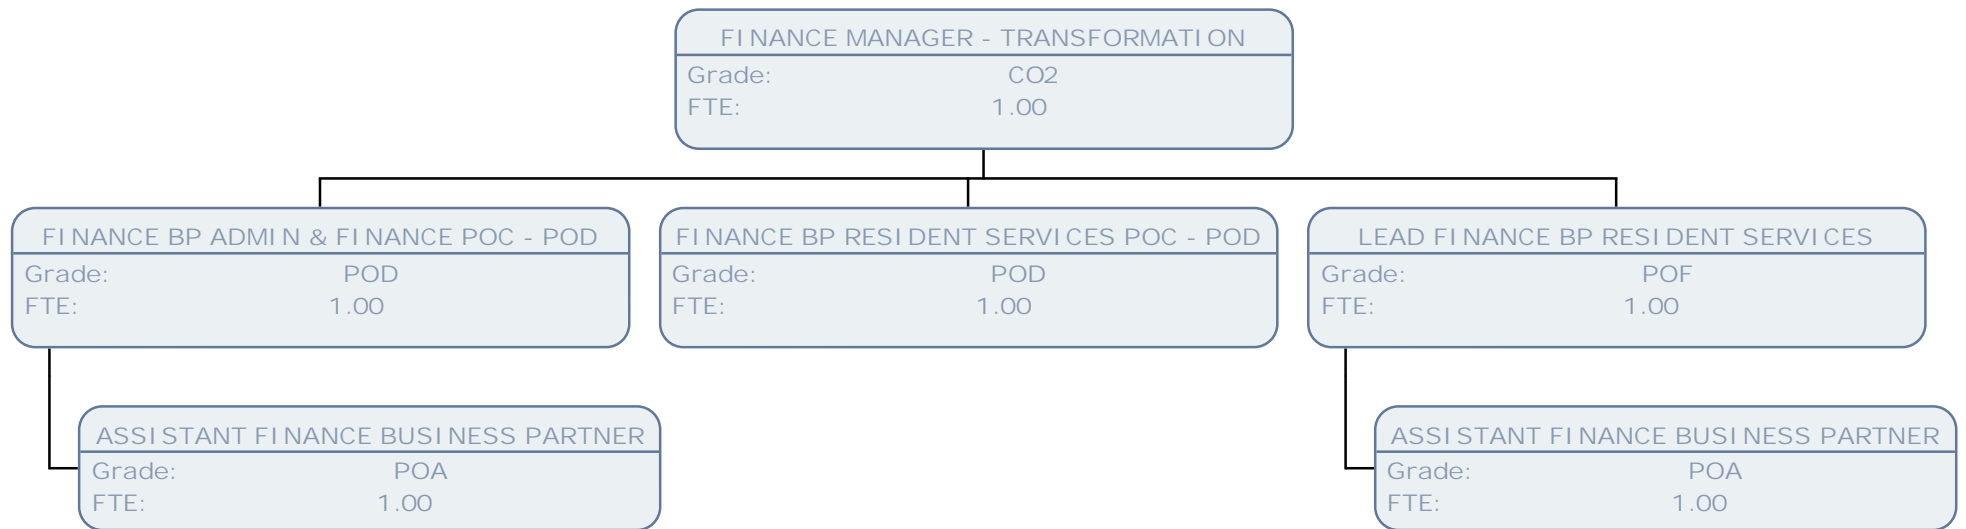 FINANCE MANAGER - TRANSFORMATION
Grade: CO2
FTE: 1.00
FINANCE BP ADMIN & FINANCE POC - POD
Grade: POD
FTE: 1.00
FINANCE BP RESIDENT SERVICES POC - POD
Grade: POD
FTE: 1.00
LEAD FINANCE BP RESIDENT SERVICES
Grade: POF
FTE: 1.00
ASSISTANT FINANCE BUSINESS PARTNER
Grade: POA
FTE: 1.00
ASSISTANT FINANCE BUSINESS PARTNER
Grade: POA
FTE: 1.00